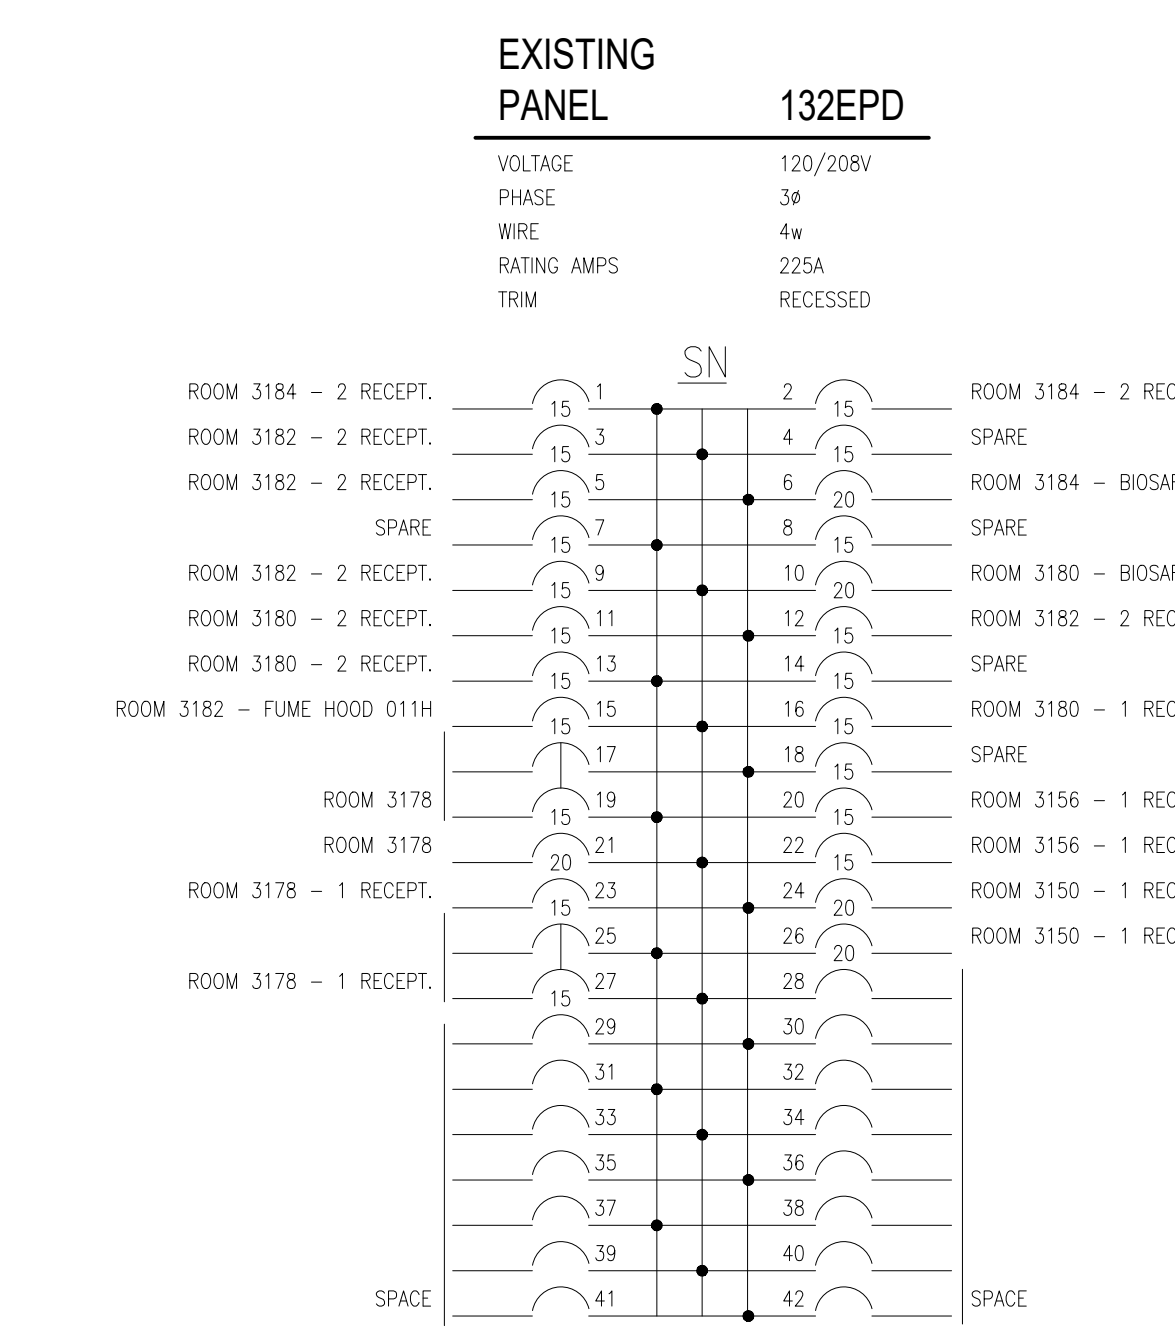 EXISTING
PANEL 132EPD
VOLTAGE 120/208V
PHASE 3ø
WIRE 4w
RATING AMPS 225A
TRIM RECESSED
SN
ROOM 3184 – 2 RECEPT. 15 1 2 15 ROOM 3184 – 2
ROOM 3182 – 2 RECEPT. 15 3 4 15 SPARE
ROOM 3182 – 2 RECEPT. 15 5 6 20 ROOM 3184 –
SPARE 15 7 8 15 SPARE
ROOM 3182 – 2 RECEPT. 15 9 10 20 ROOM 3180 –
ROOM 3180 – 2 RECEPT. 15 11 12 15 ROOM 3182 – 2
ROOM 3180 – 2 RECEPT. 15 13 14 15 SPARE
ROOM 3182 – FUME HOOD 011H 15 15 16 15 ROOM 3180 – 1
17 18 15 SPARE
ROOM 3178 15 19 20 15 ROOM 3156 – 1
ROOM 3178 20 21 22 15 ROOM 3156 – 1
ROOM 3178 – 1 RECEPT. 15 23 24 20 ROOM 3150 – 1
25 26 20 ROOM 3150 – 1
ROOM 3178 – 1 RECEPT. 15 27 28
29 30
31 32
33 34
35 36
37 38
39 40
SPACE 41 42 SPACE